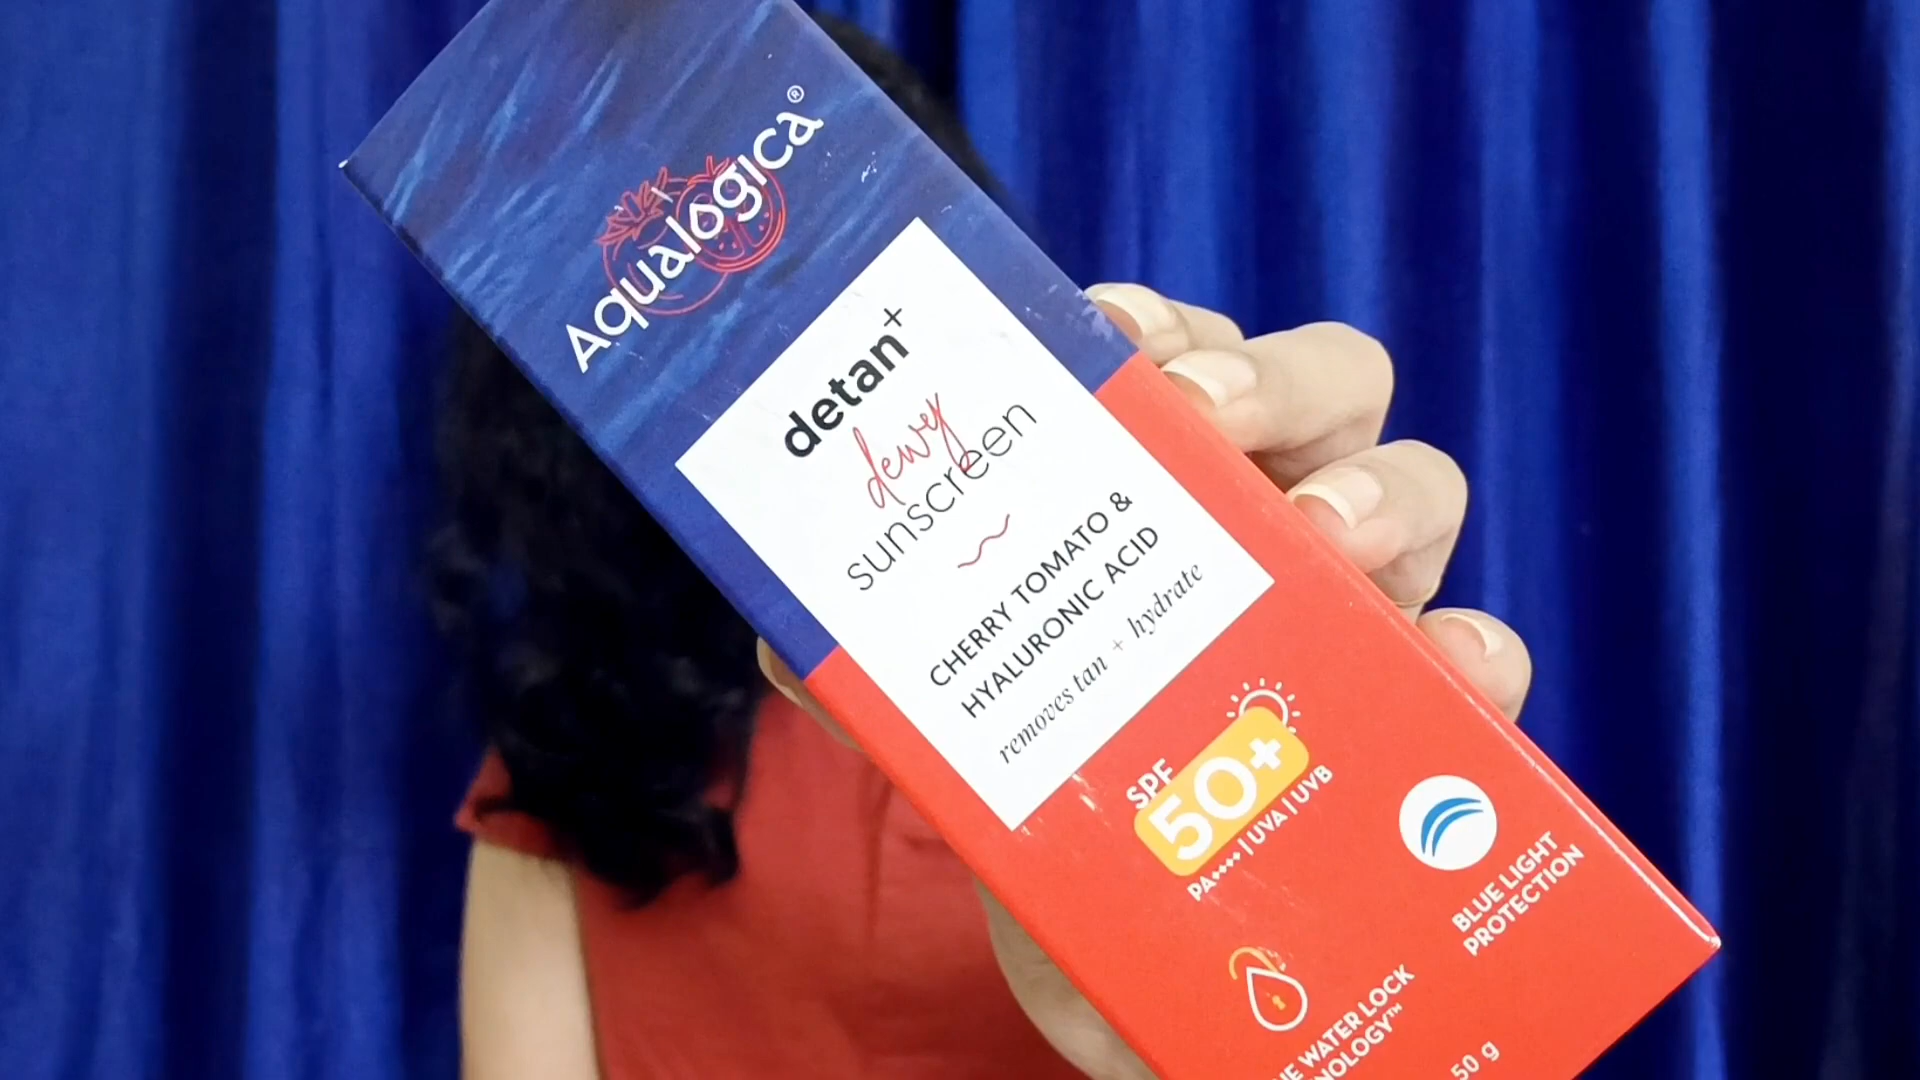 Aqualogica®
detan+
dewy
sunscreen
CHERRY TOMATO &
HYALURONIC ACID
removes tan + hydrate
SPF
50+
PA++++ | UVA | UVB
BLUE LIGHT
PROTECTION
WATER LOCK
50 g